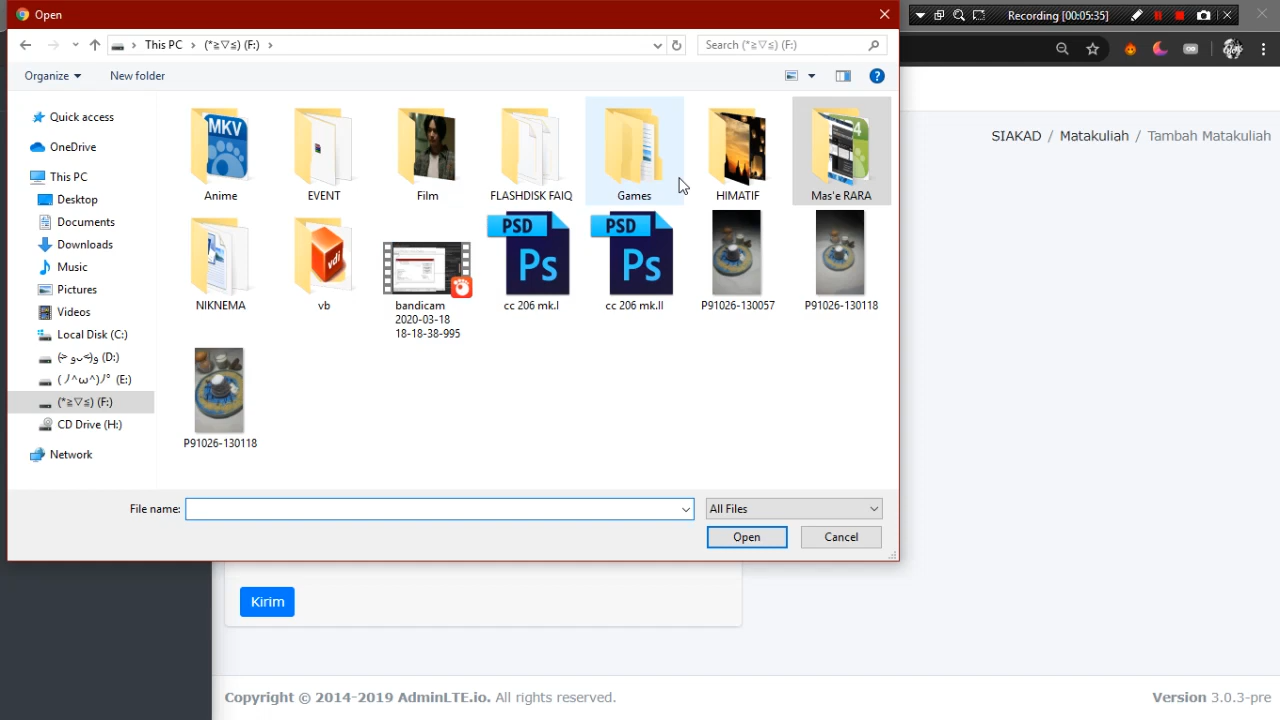 Open
Recording [00:05:35]
This PC > (*≥▽≤) (F:) >
Search (*≥▽≤) (F:)
Organize
New folder
Quick access
OneDrive
This PC
Desktop
Documents
Downloads
Music
Pictures
Videos
Local Disk (C:)
(D:)
(ﾉ^ω^)ﾉﾟ (E:)
(*≥▽≤) (F:)
CD Drive (H:)
Network
MKV
Anime
EVENT
Film
FLASHDISK FAIQ
Games
HIMATIF
4
Mas'e RARA
NIKNEMA
vdi
vb
bandicam
2020-03-18
18-18-38-995
PSD
Ps
cc 206 mk.I
PSD
Ps
cc 206 mk.II
P91026-130057
P91026-130118
P91026-130118
File name:
All Files
Open
Cancel
SIAKAD / Matakuliah / Tambah Matakuliah
Kirim
Copyright © 2014-2019 AdminLTE.io. All rights reserved.
Version 3.0.3-pre